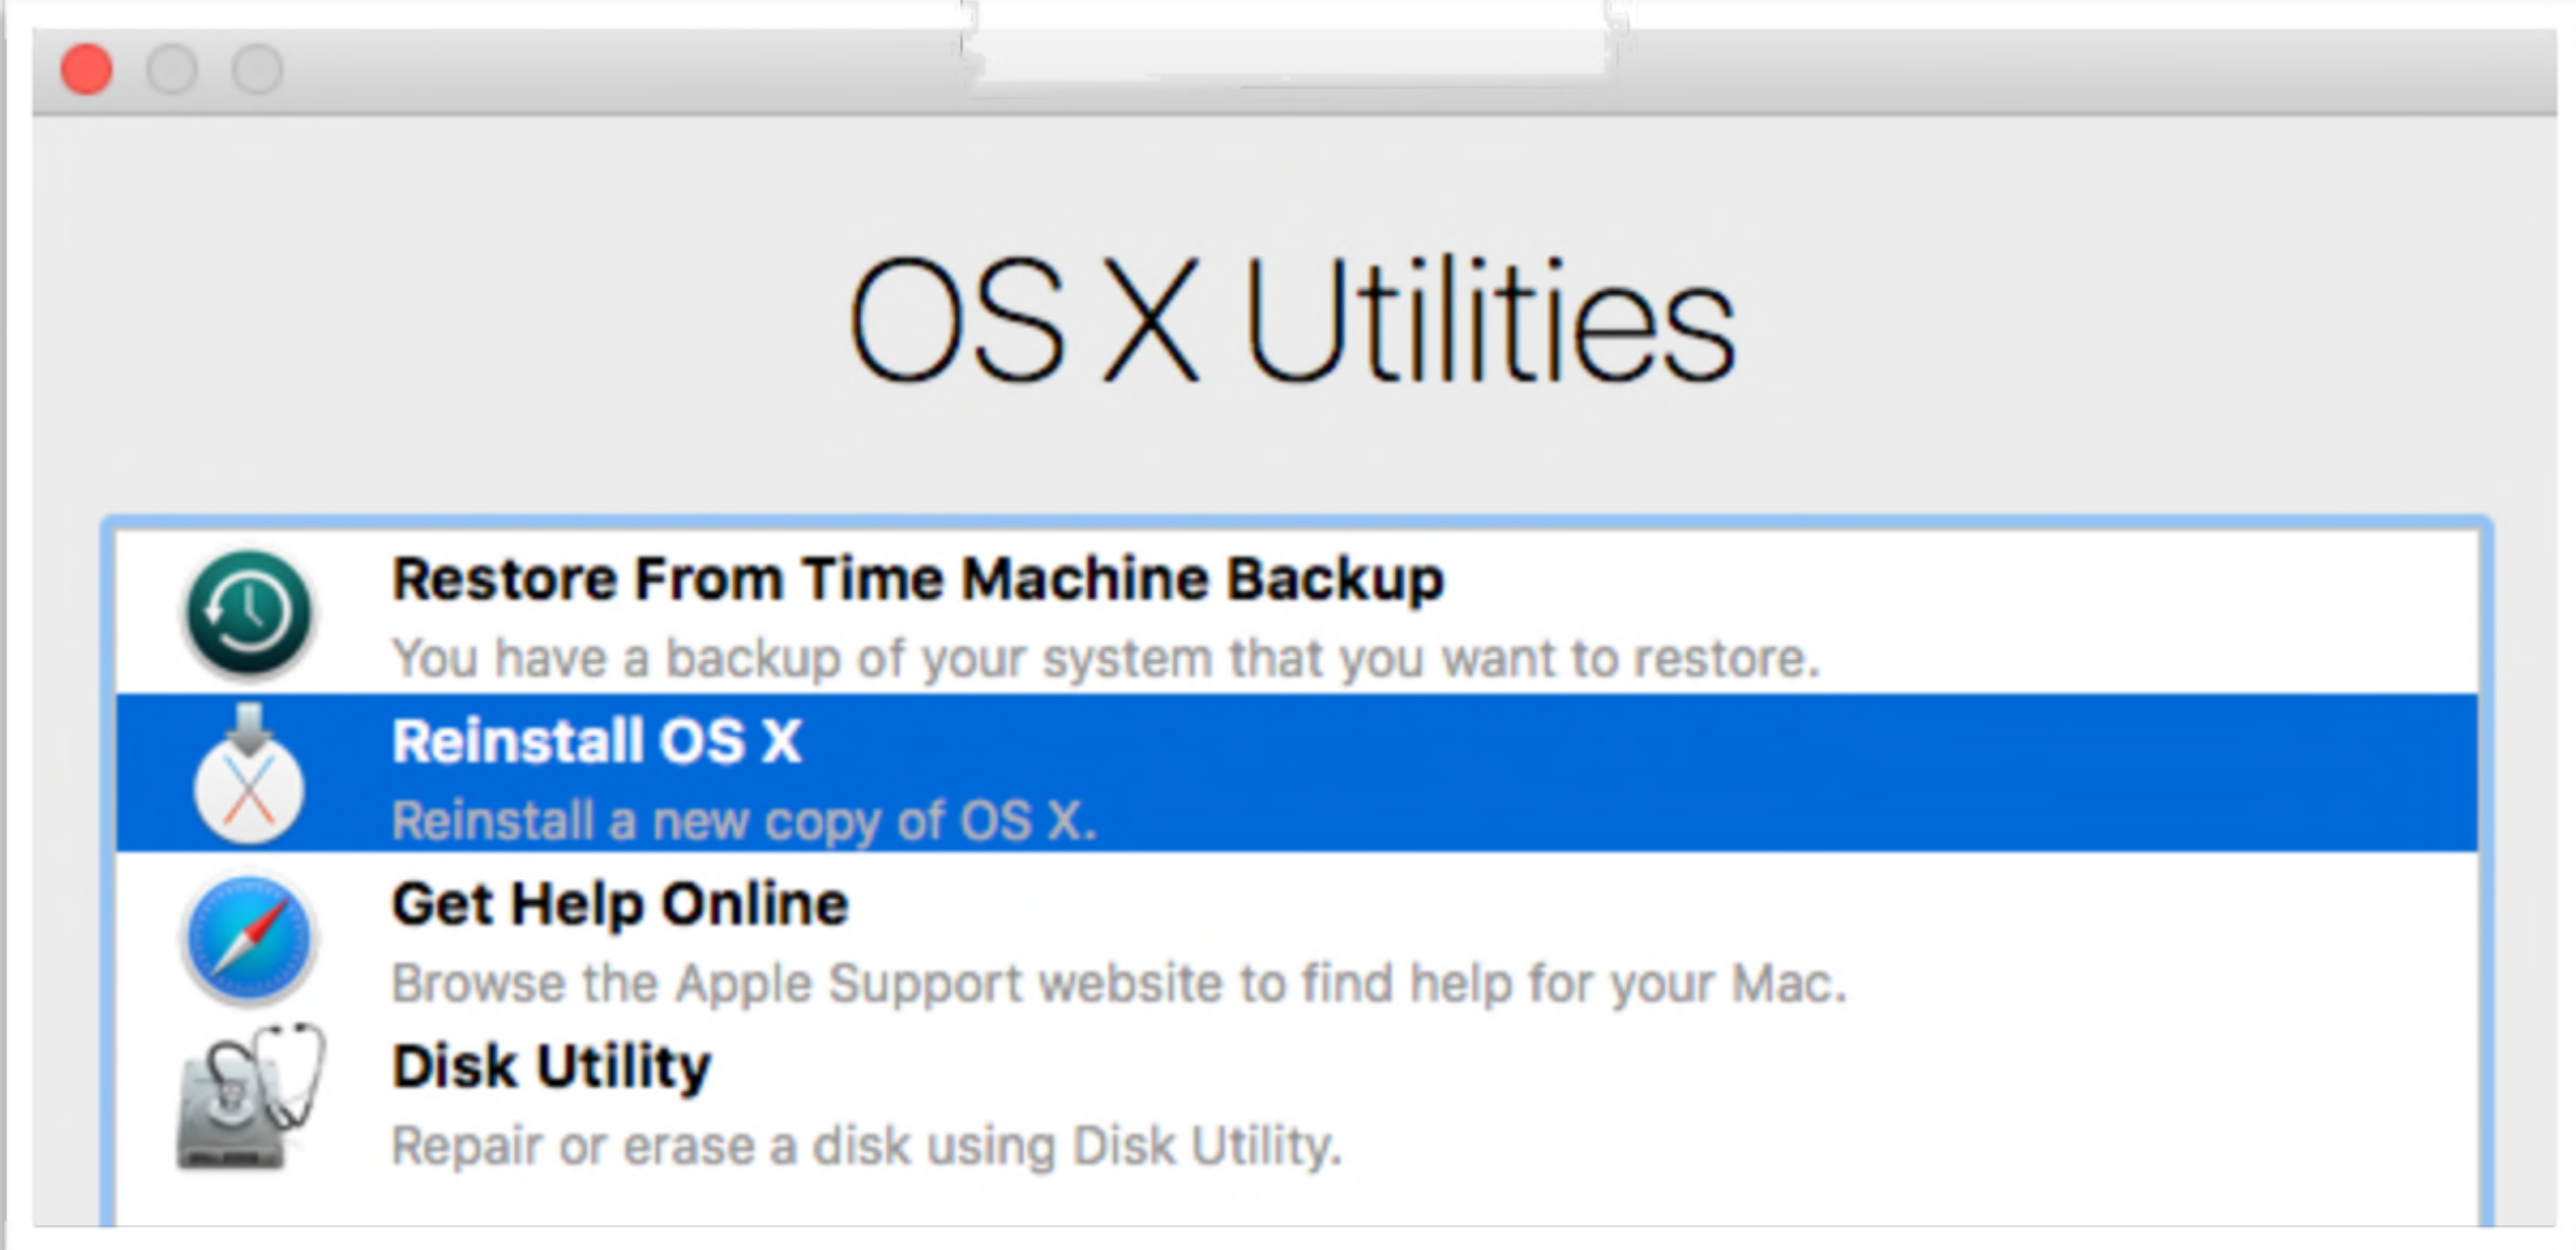 OS X Utilities
Restore From Time Machine Backup
You have a backup of your system that you want to restore.
Reinstall OS X
Reinstall a new copy of OS X.
Get Help Online
Browse the Apple Support website to find help for your Mac.
Disk Utility
Repair or erase a disk using Disk Utility.